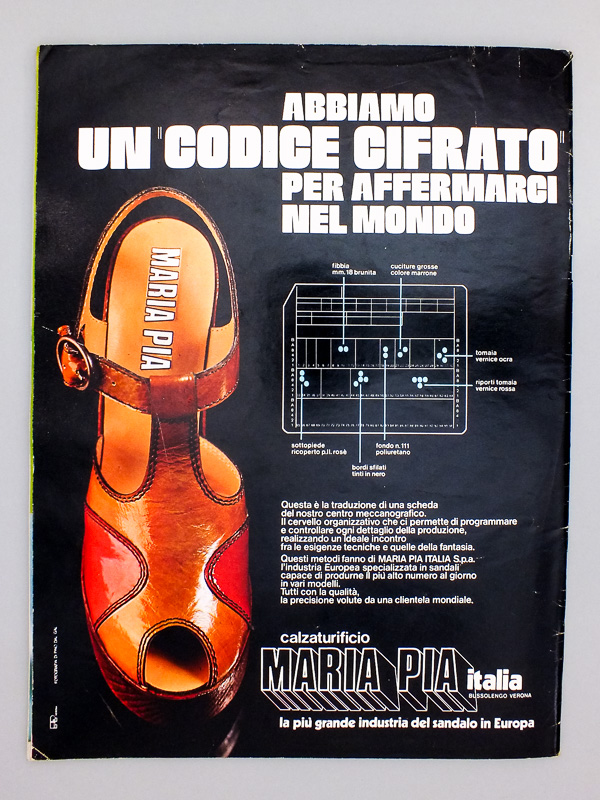 ABBIAMO
UN "CODICE CIFRATO"
PER AFFERMARCI
NEL MONDO
MARIA PIA
fibbia
mm. 18 brunita
cuciture grosse
colore marrone
tomaia
vernice ocra
riporti tomaia
vernice rossa
sottopiede
ricoperto p.ll. rosè
fondo n. 111
poliuretano
bordi sfilati
tinti in nero
Questa è la traduzione di una scheda
del nostro centro meccanografico.
Il cervello organizzativo che ci permette di programmare
e controllare ogni dettaglio della produzione,
realizzando un ideale incontro
fra le esigenze tecniche e quelle della fantasia.
Questi metodi fanno di MARIA PIA ITALIA S.p.a.
l'industria Europea specializzata in sandali
capace di produrne il più alto numero al giorno
in vari modelli.
Tutti con la qualità,
la precisione volute da una clientela mondiale.
calzaturificio
MARIA PIA italia
BUSSOLENGO VERONA
la più grande industria del sandalo in Europa